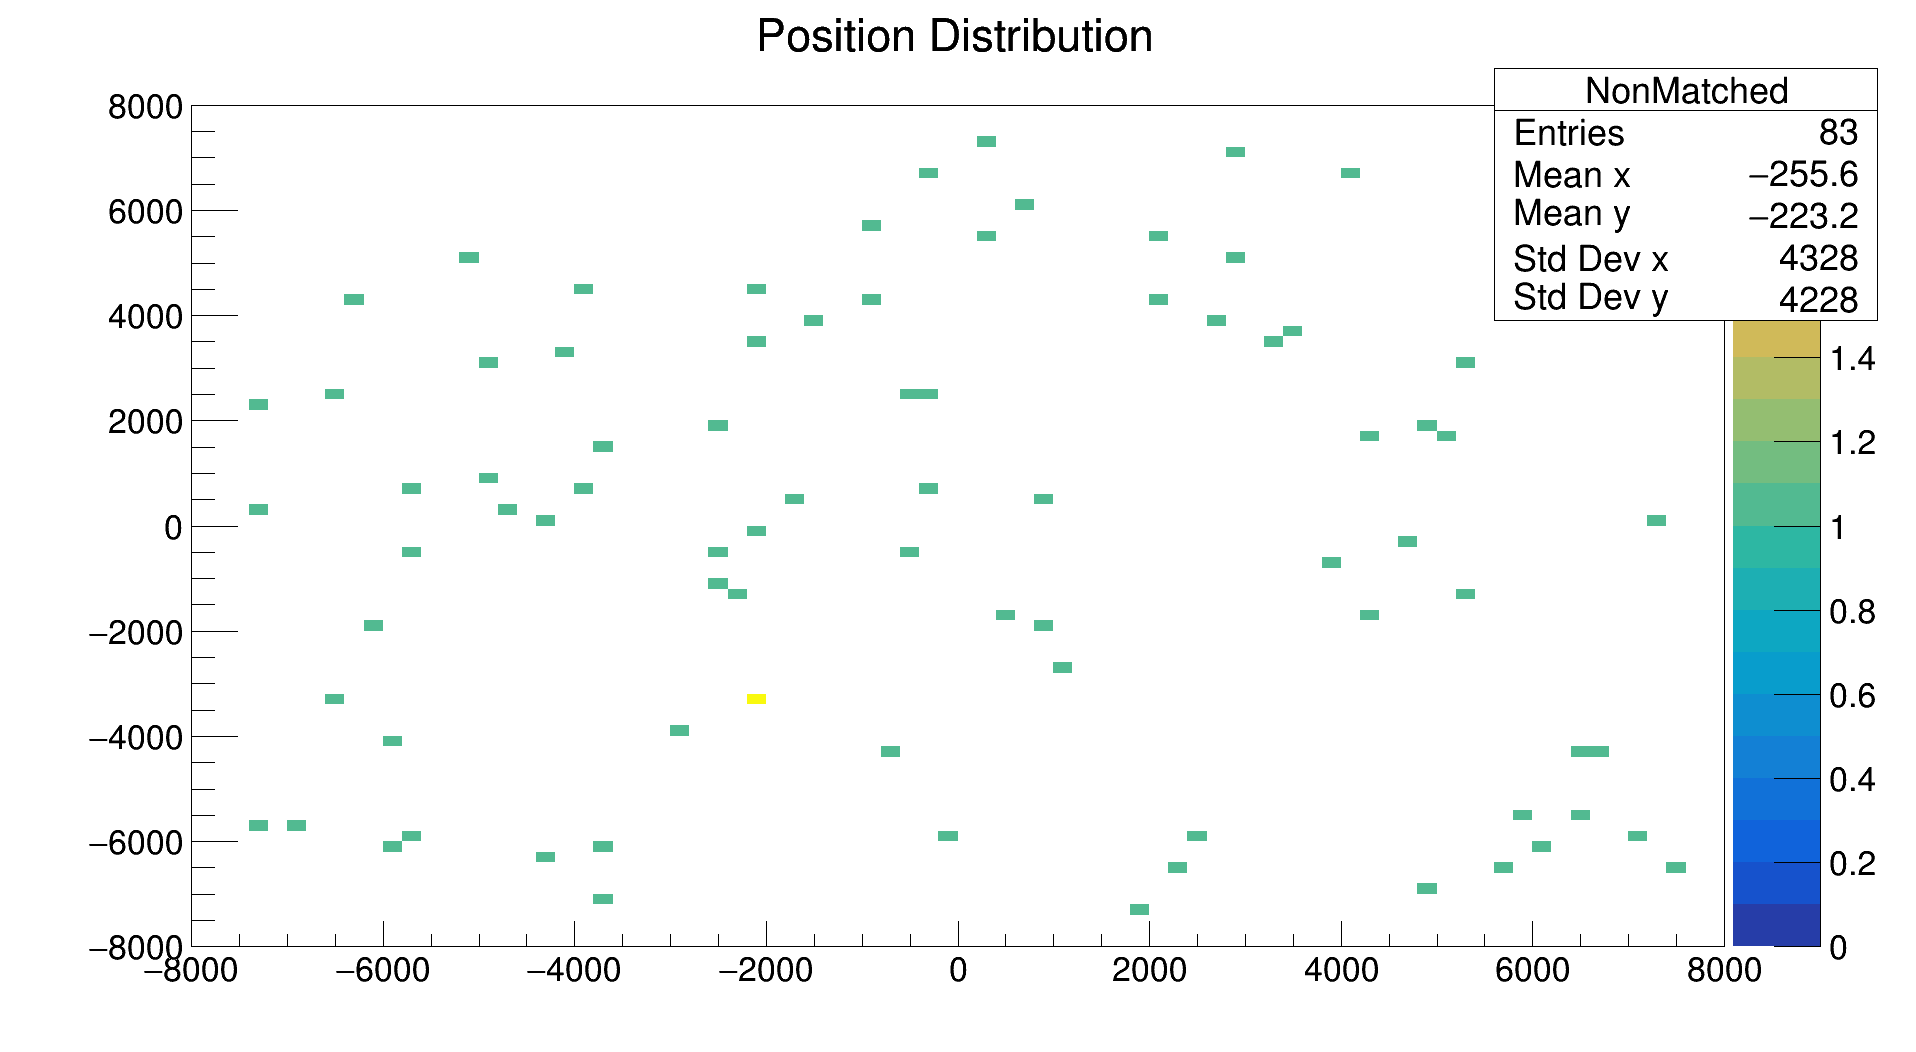 Position Distribution
NonMatched
Entries 83
Mean x −255.6
Mean y −223.2
Std Dev x 4328
Std Dev y 4228
8000
6000
4000
2000
0
−2000
−4000
−6000
−8000
−8000 −6000 −4000 −2000 0 2000 4000 6000 8000
1.4
1.2
1
0.8
0.6
0.4
0.2
0